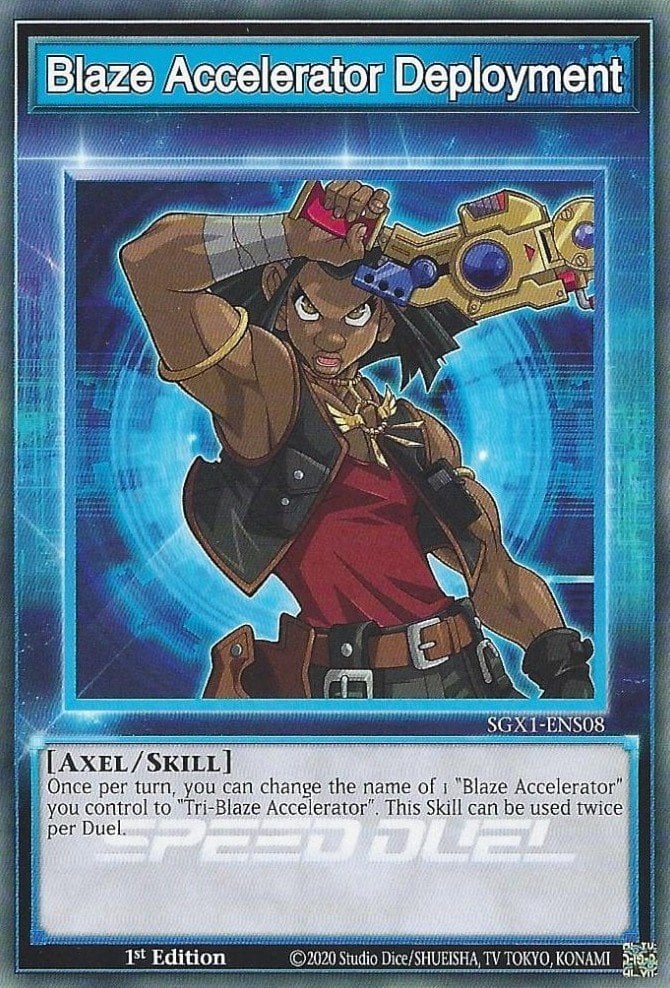 Blaze Accelerator Deployment
SGX1-ENS08
[AXEL/SKILL]
Once per turn, you can change the name of 1 "Blaze Accelerator"
you control to "Tri-Blaze Accelerator". This Skill can be used twice
per Duel.
SPEED DUEL
1st Edition ©2020 Studio Dice/SHUEISHA, TV TOKYO, KONAMI